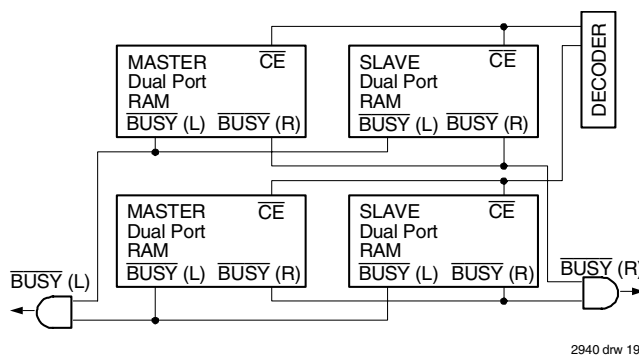 MASTER
Dual Port
RAM
CE
BUSY (L) BUSY (R)
SLAVE
Dual Port
RAM
CE
BUSY (L) BUSY (R)
DECODER
MASTER
Dual Port
RAM
CE
BUSY (L) BUSY (R)
SLAVE
Dual Port
RAM
CE
BUSY (L) BUSY (R)
BUSY (L)
BUSY (R)
2940 drw 19